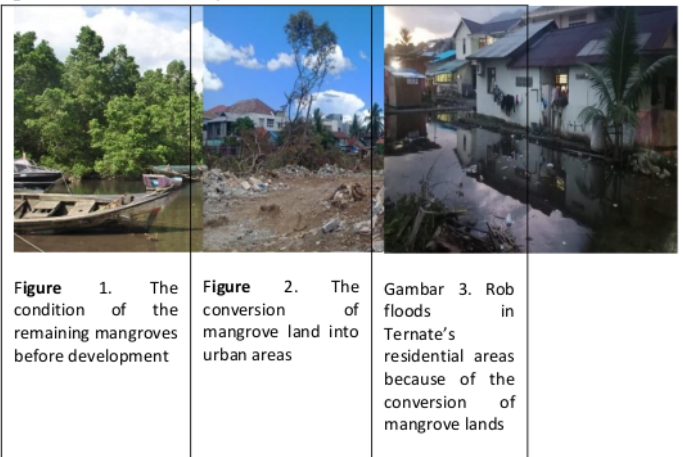 Figure 1. The
condition of the
remaining mangroves
before development
Figure 2. The
conversion of
mangrove land into
urban areas
Gambar 3. Rob
floods in
Ternate's
residential areas
because of the
conversion of
mangrove lands